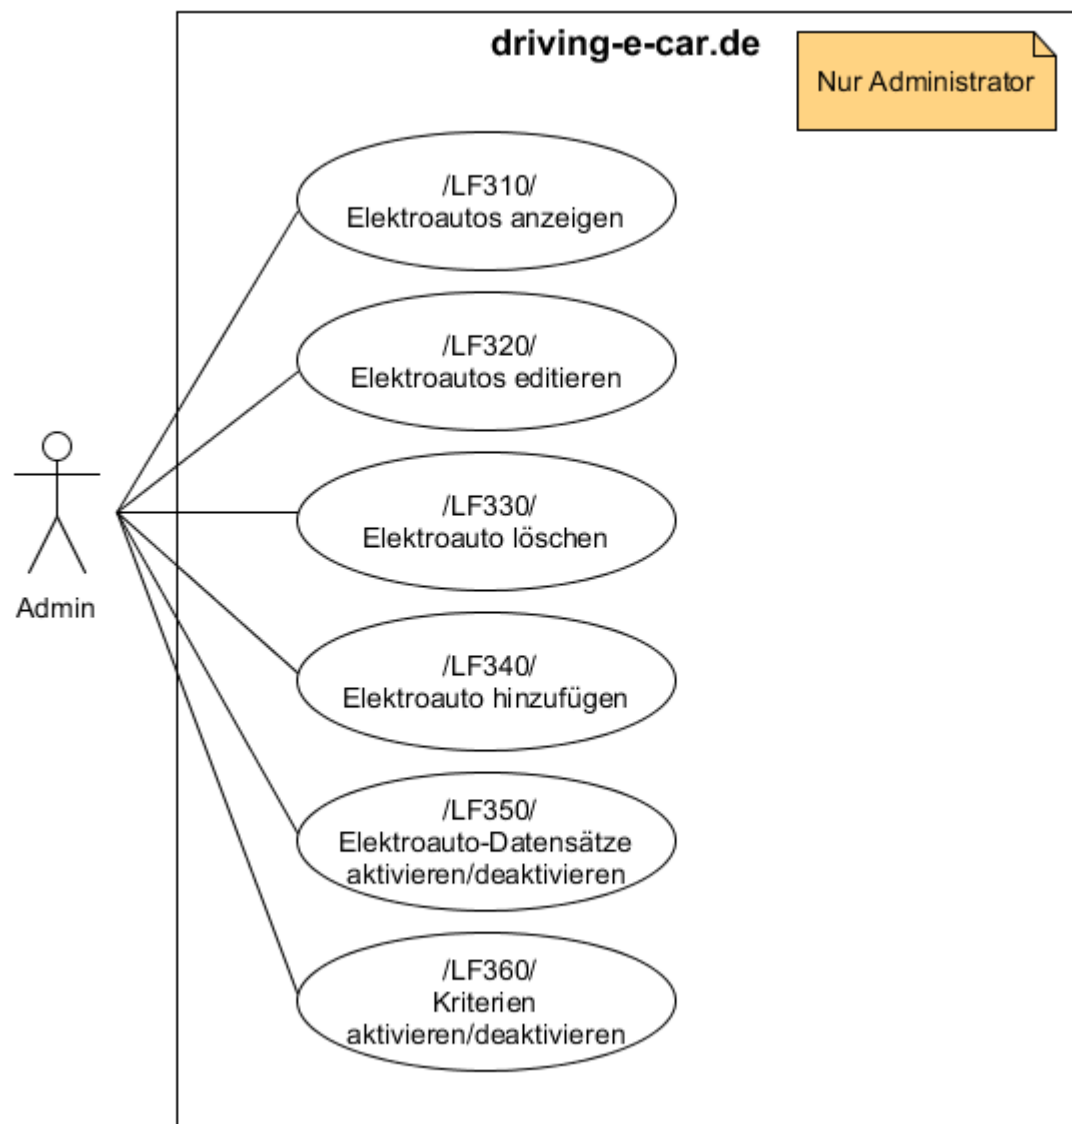 driving-e-car.de
Nur Administrator
/LF310/
Elektroautos anzeigen
/LF320/
Elektroautos editieren
/LF330/
Elektroauto löschen
Admin
/LF340/
Elektroauto hinzufügen
/LF350/
Elektroauto-Datensätze
aktivieren/deaktivieren
/LF360/
Kriterien
aktivieren/deaktivieren